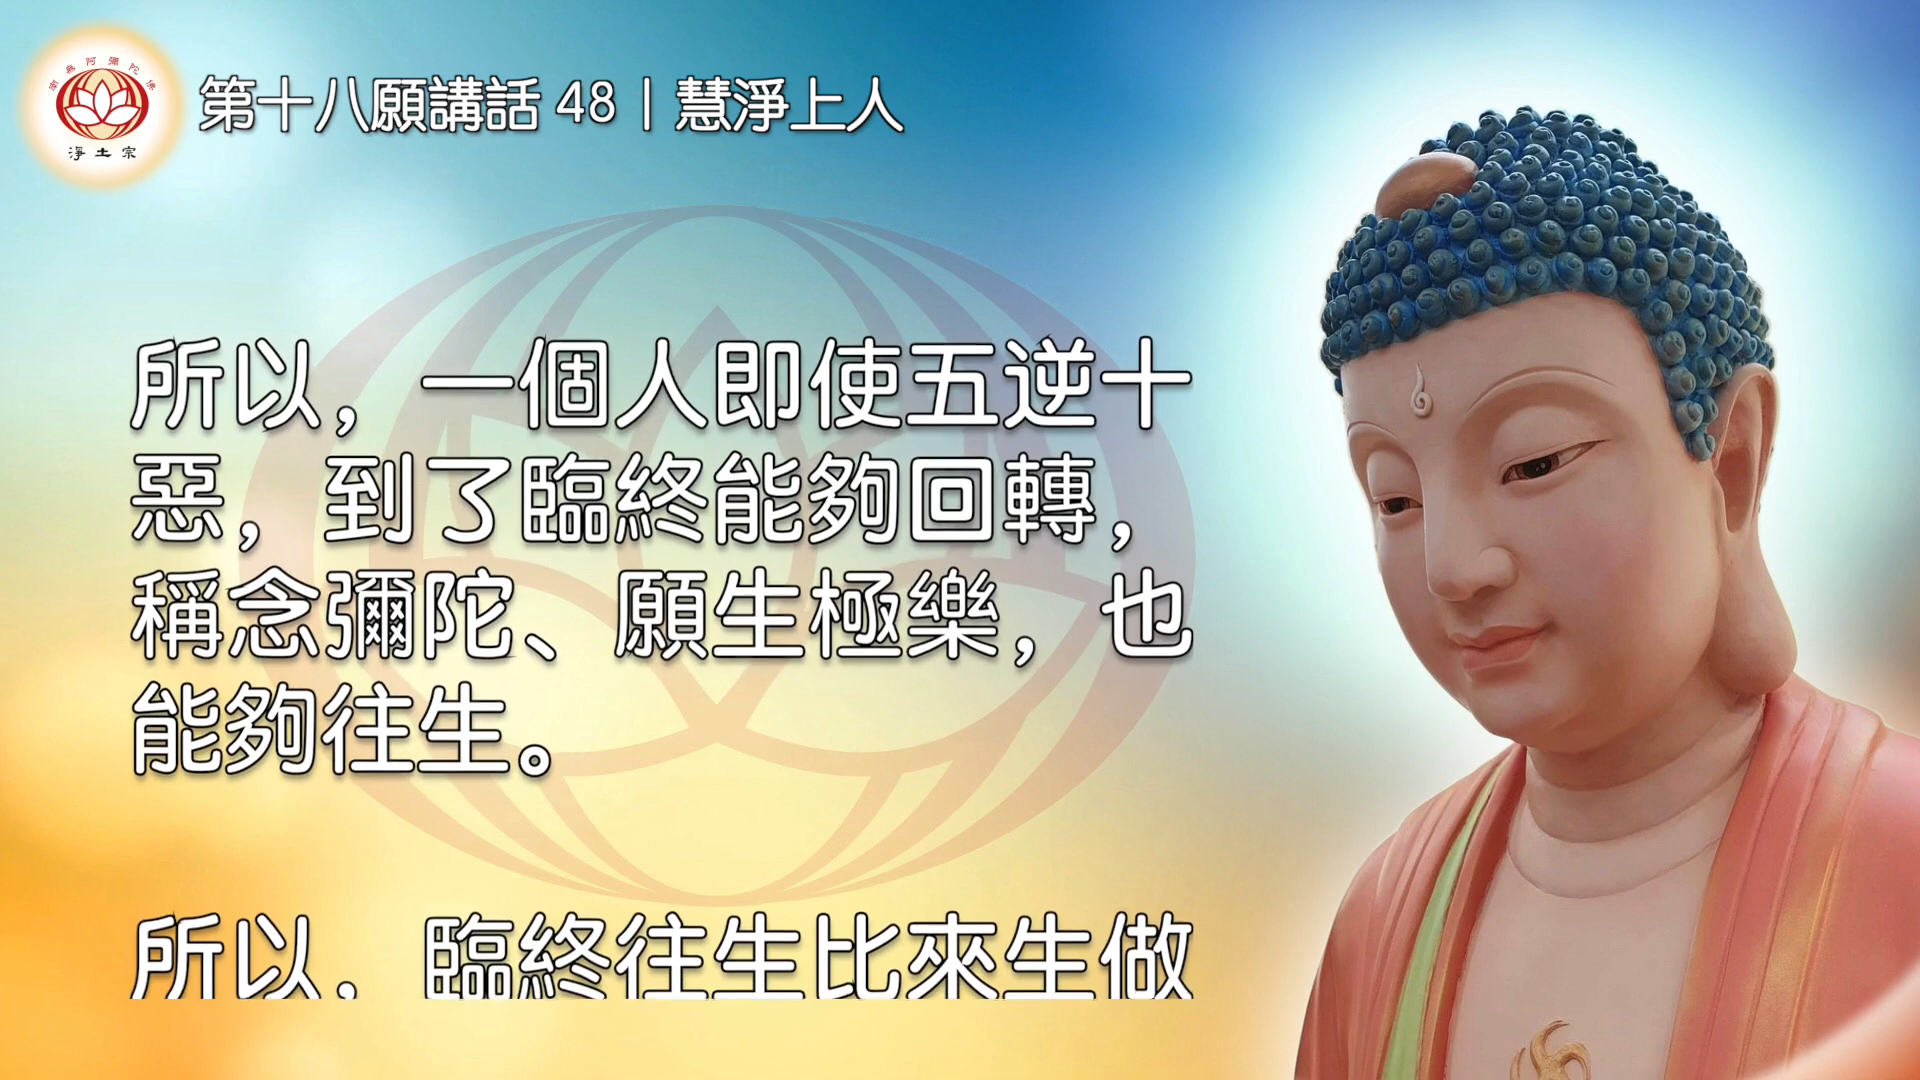 南無阿彌陀佛
淨土宗
第十八願講話 48 | 慧淨上人
所以，一個人即使五逆十
惡，到了臨終能夠回轉，
稱念彌陀、願生極樂，也
能夠往生。
所以，臨終往生比來生做